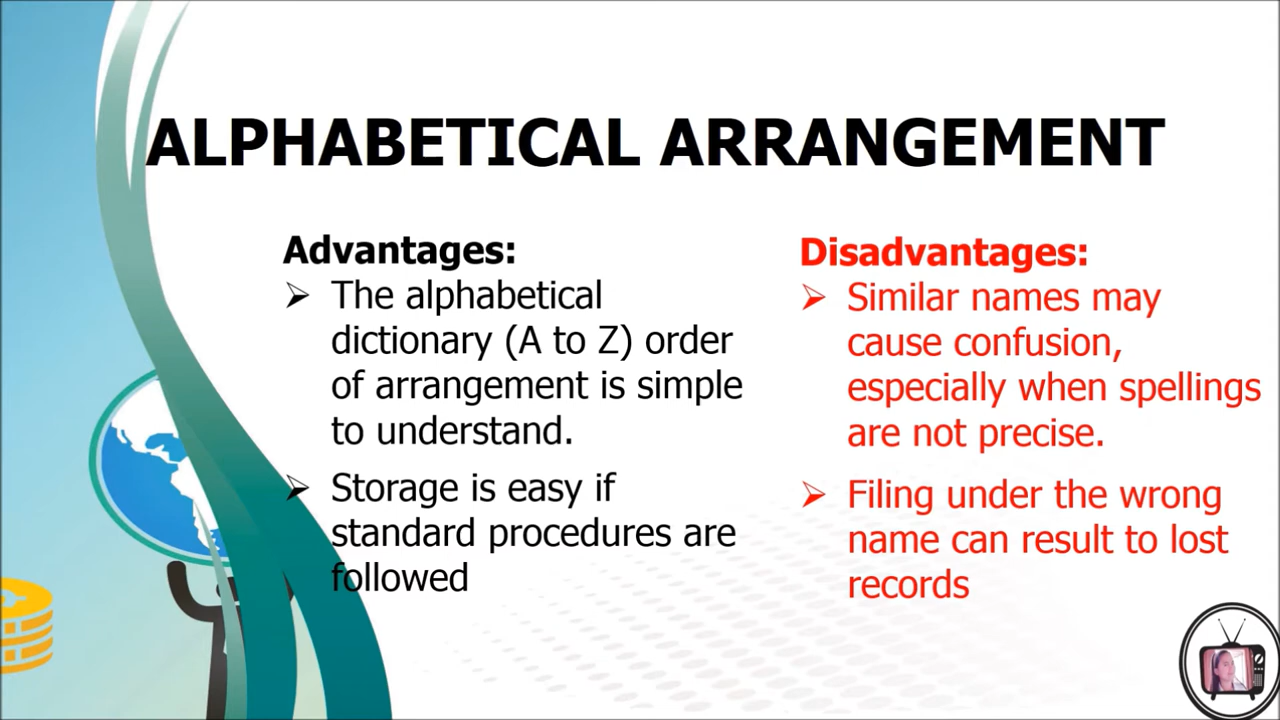 ALPHABETICAL ARRANGEMENT
Advantages:
➢ The alphabetical
dictionary (A to Z) order
of arrangement is simple
to understand.
➢ Storage is easy if
standard procedures are
followed
Disadvantages:
➢ Similar names may
cause confusion,
especially when spellings
are not precise.
➢ Filing under the wrong
name can result to lost
records